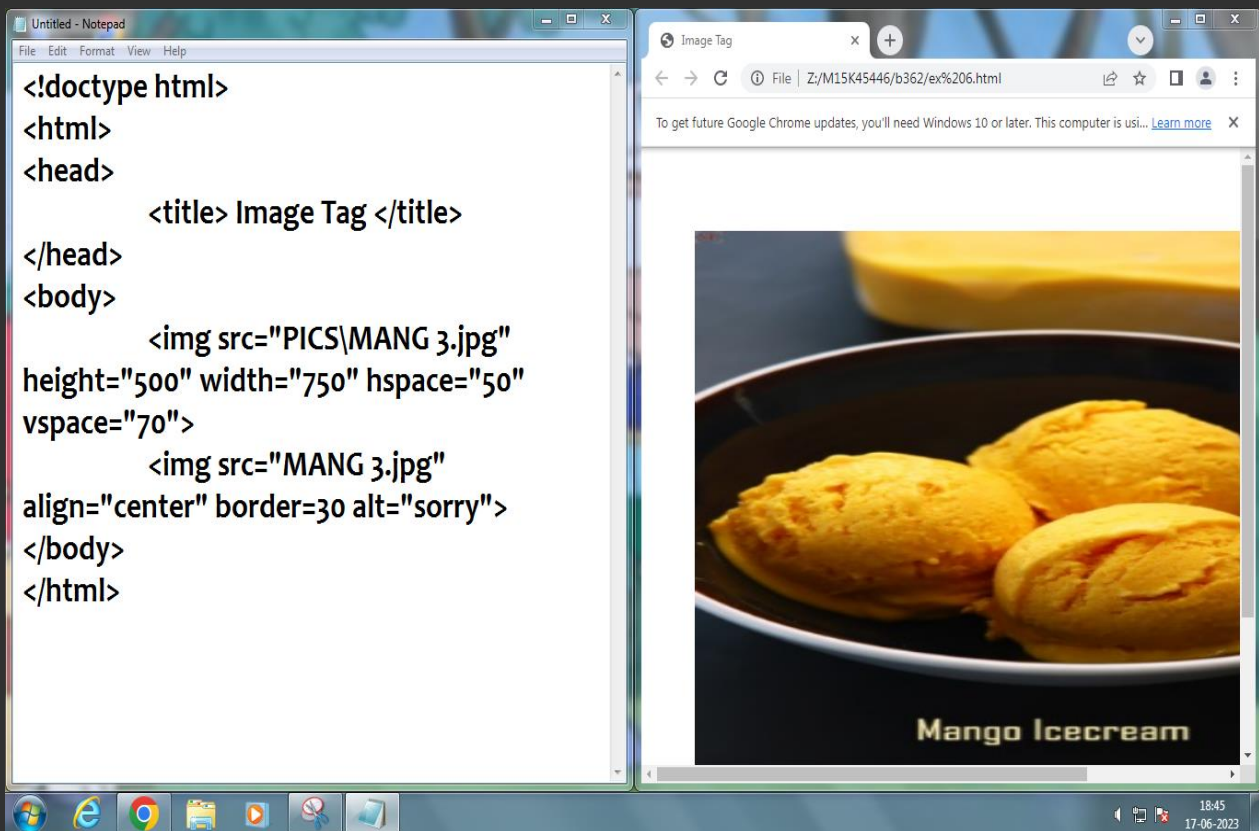 Untitled - Notepad
File Edit Format View Help
<!doctype html>
<html>
<head>
<title> Image Tag </title>
</head>
<body>
<img src="PICS\MANG 3.jpg"
height="500" width="750" hspace="50"
vspace="70">
<img src="MANG 3.jpg"
align="center" border=30 alt="sorry">
</body>
</html>
Image Tag
File Z:/M15K45446/b362/ex%206.html
To get future Google Chrome updates, you'll need Windows 10 or later. This computer is usi... Learn more
Mango Icecream
18:45
17-06-2023